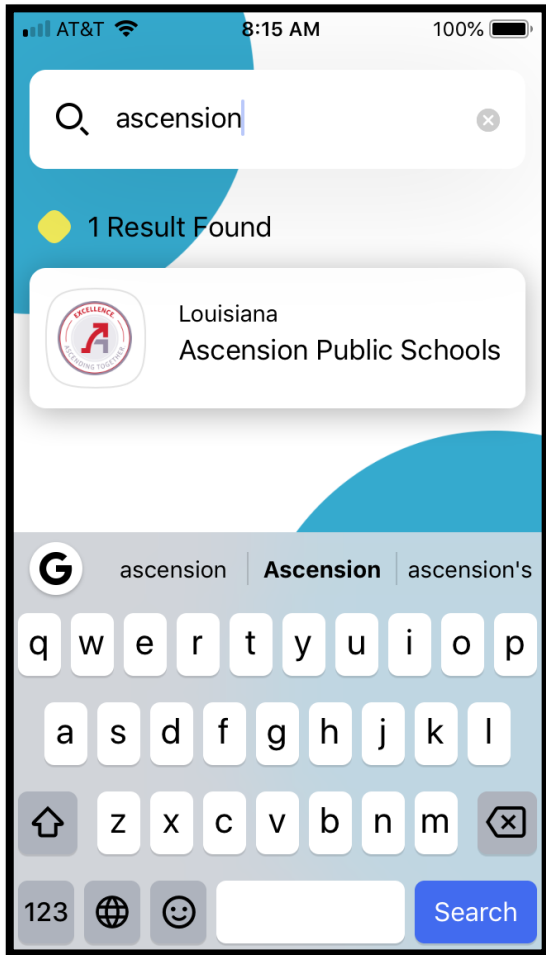 AT&T 8:15 AM 100%
ascension
1 Result Found
EXCELLENCE.
ASCENDING TOGETHER.
Louisiana
Ascension Public Schools
G ascension Ascension ascension's
q w e r t y u i o p
a s d f g h j k l
z x c v b n m
123 Search